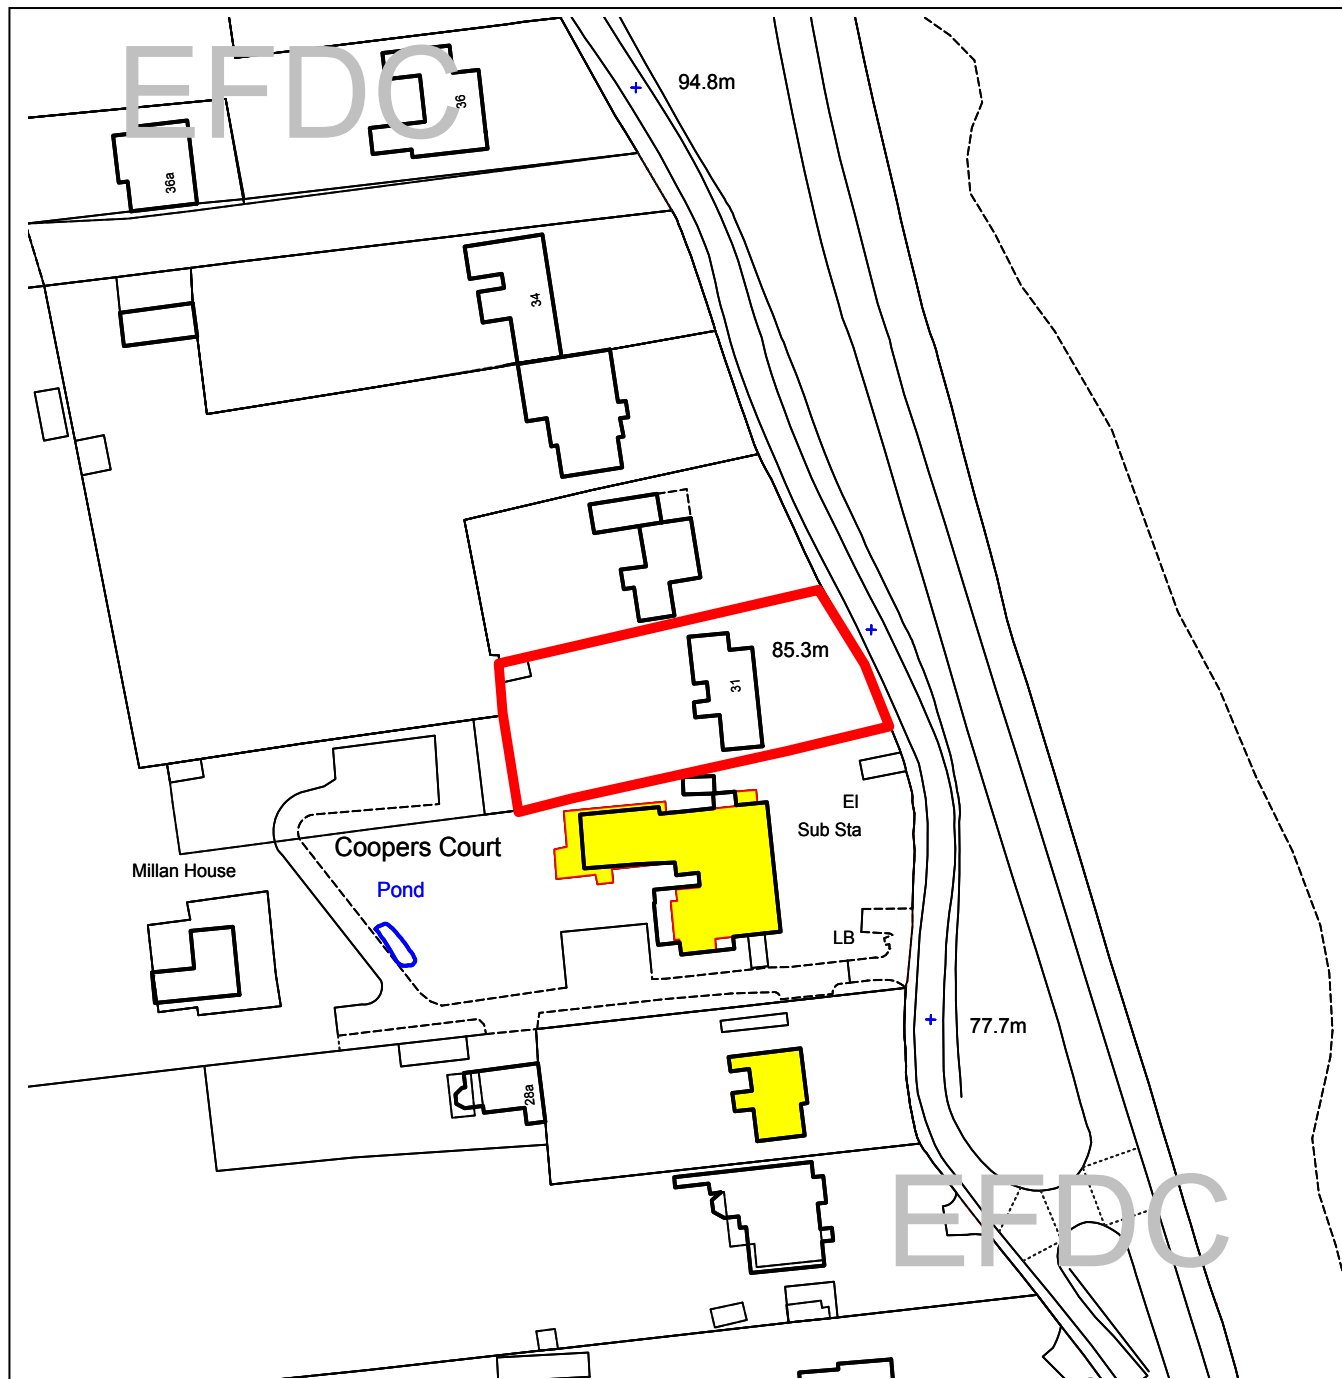 EFDC
94.8m
36
36a
34
85.3m
31
El
Sub Sta
Coopers Court
Millan House
Pond
LB
77.7m
28a
EFDC